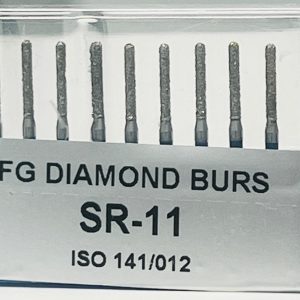 FG DIAMOND BURS
SR-11
ISO 141/012